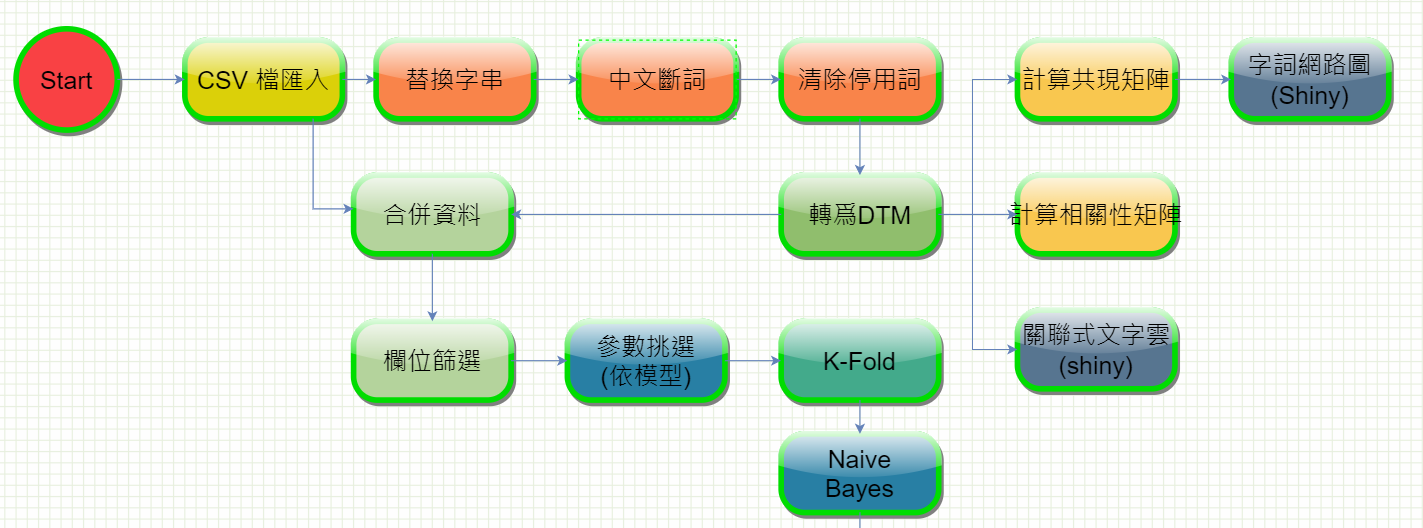 Start
CSV 檔匯入
替換字串
中文斷詞
清除停用詞
計算共現矩陣
字詞網路圖
(Shiny)
合併資料
轉爲DTM
計算相關性矩陣
欄位篩選
參數挑選
(依模型)
K-Fold
關聯式文字雲
(shiny)
Naive
Bayes